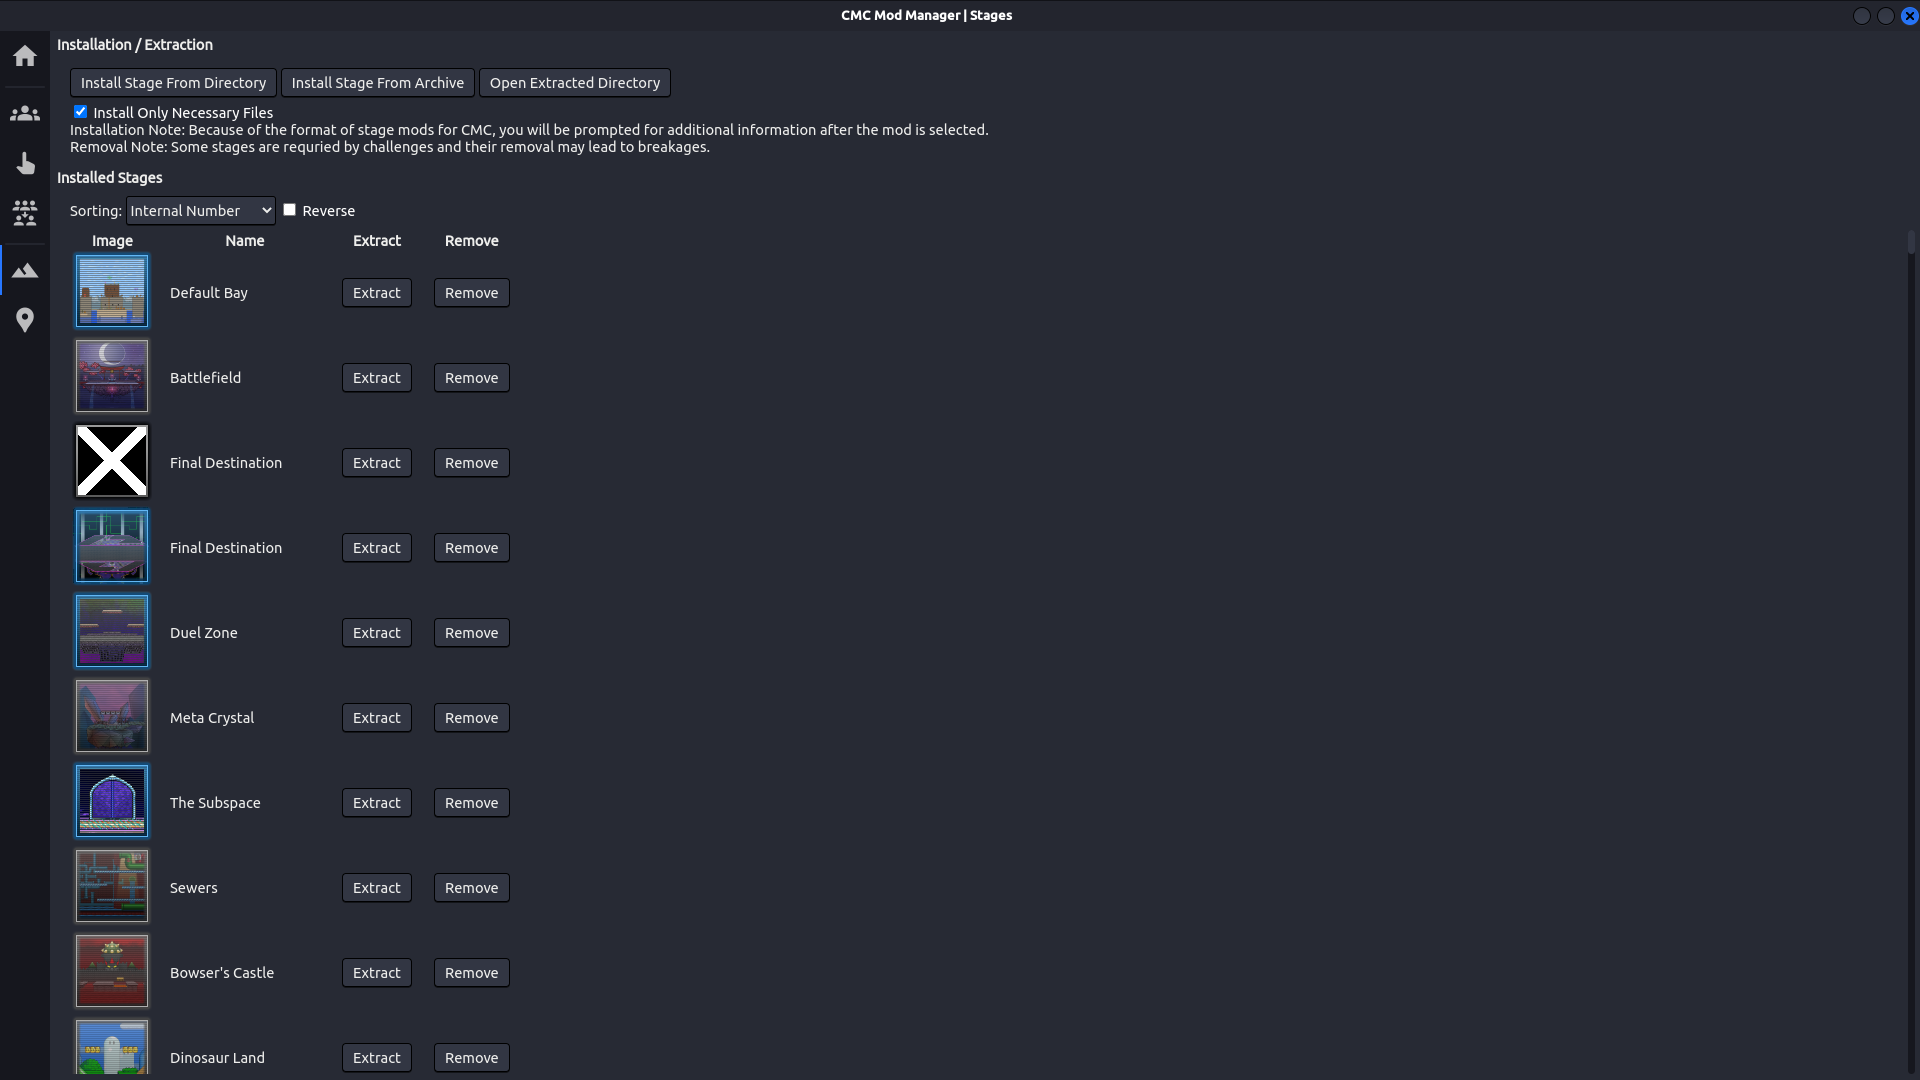 CMC Mod Manager | Stages
Installation / Extraction
Install Stage From Directory Install Stage From Archive Open Extracted Directory
Install Only Necessary Files
Installation Note: Because of the format of stage mods for CMC, you will be prompted for additional information after the mod is selected.
Removal Note: Some stages are requried by challenges and their removal may lead to breakages.
Installed Stages
Sorting: Internal Number Reverse
Image Name Extract Remove
Default Bay Extract Remove
Battlefield Extract Remove
Final Destination Extract Remove
Final Destination Extract Remove
Duel Zone Extract Remove
Meta Crystal Extract Remove
The Subspace Extract Remove
Sewers Extract Remove
Bowser's Castle Extract Remove
Dinosaur Land Extract Remove